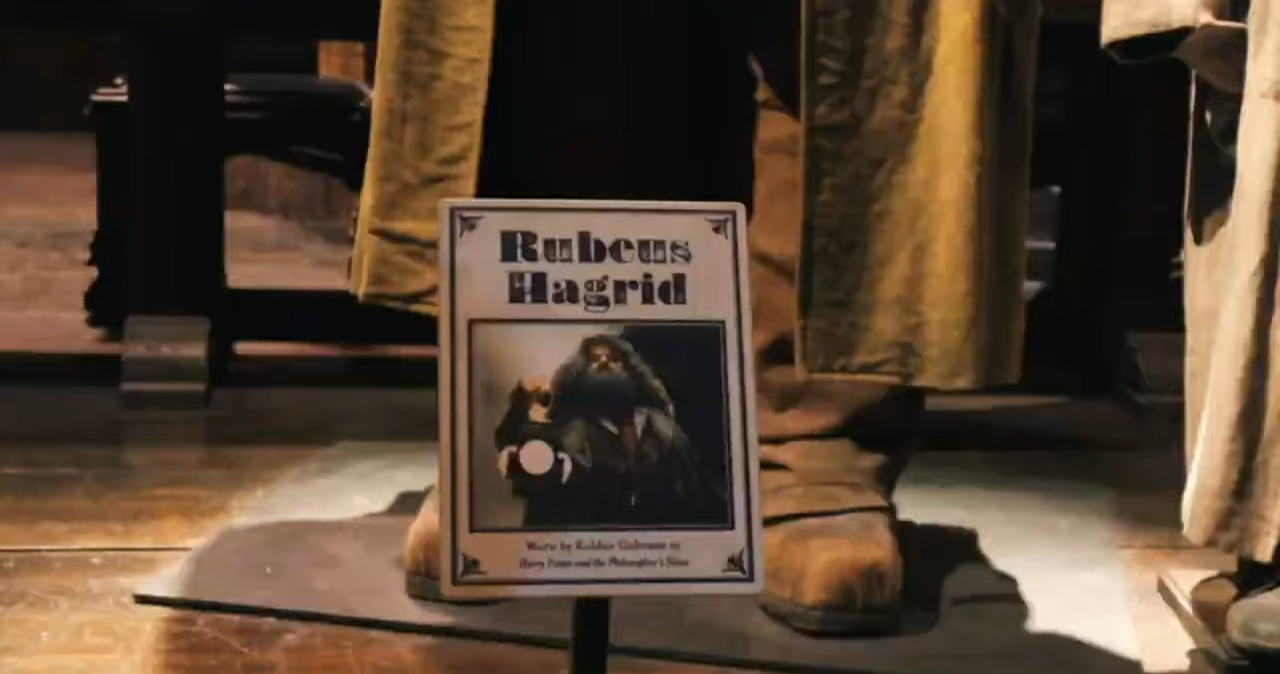 Rubeus
Hagrid
Worn by Robbie Coltrane in
Harry Potter and the Philosopher's Stone